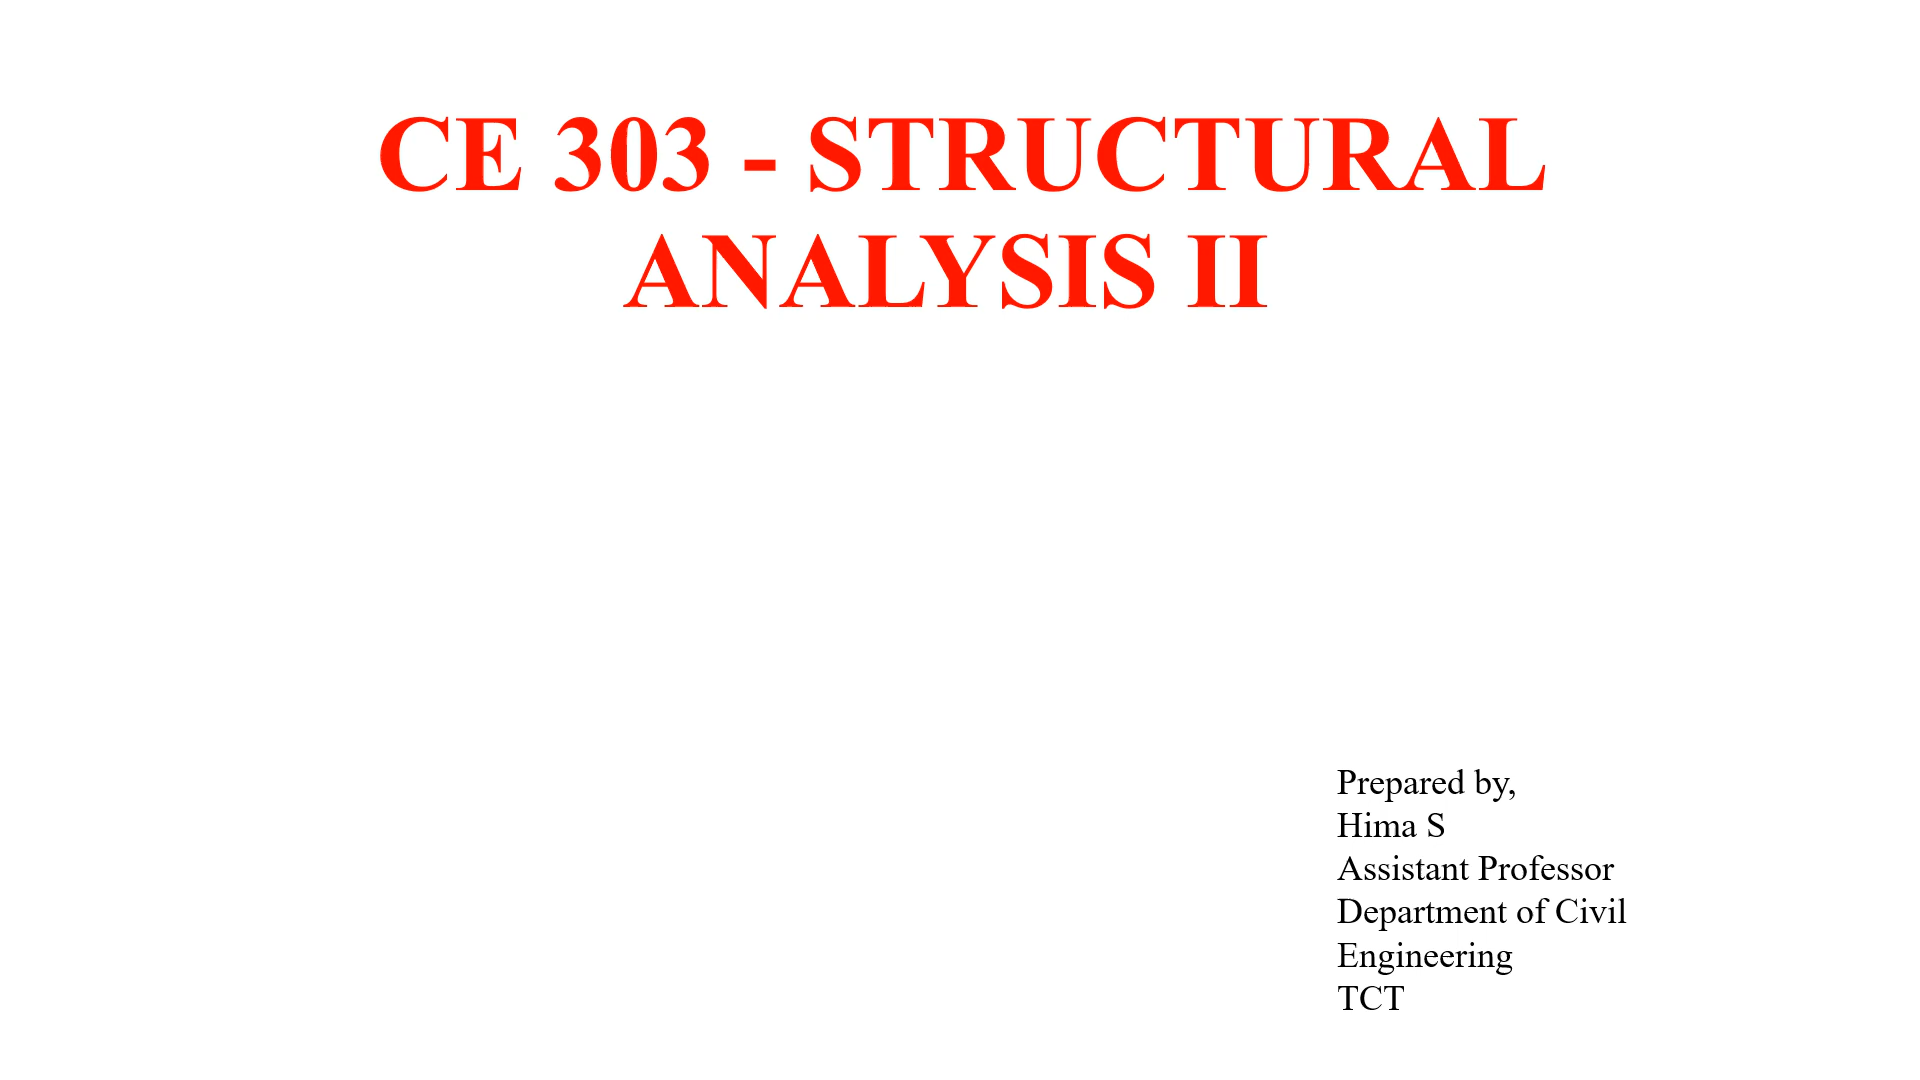 CE 303 - STRUCTURAL
ANALYSIS II
Prepared by,
Hima S
Assistant Professor
Department of Civil
Engineering
TCT